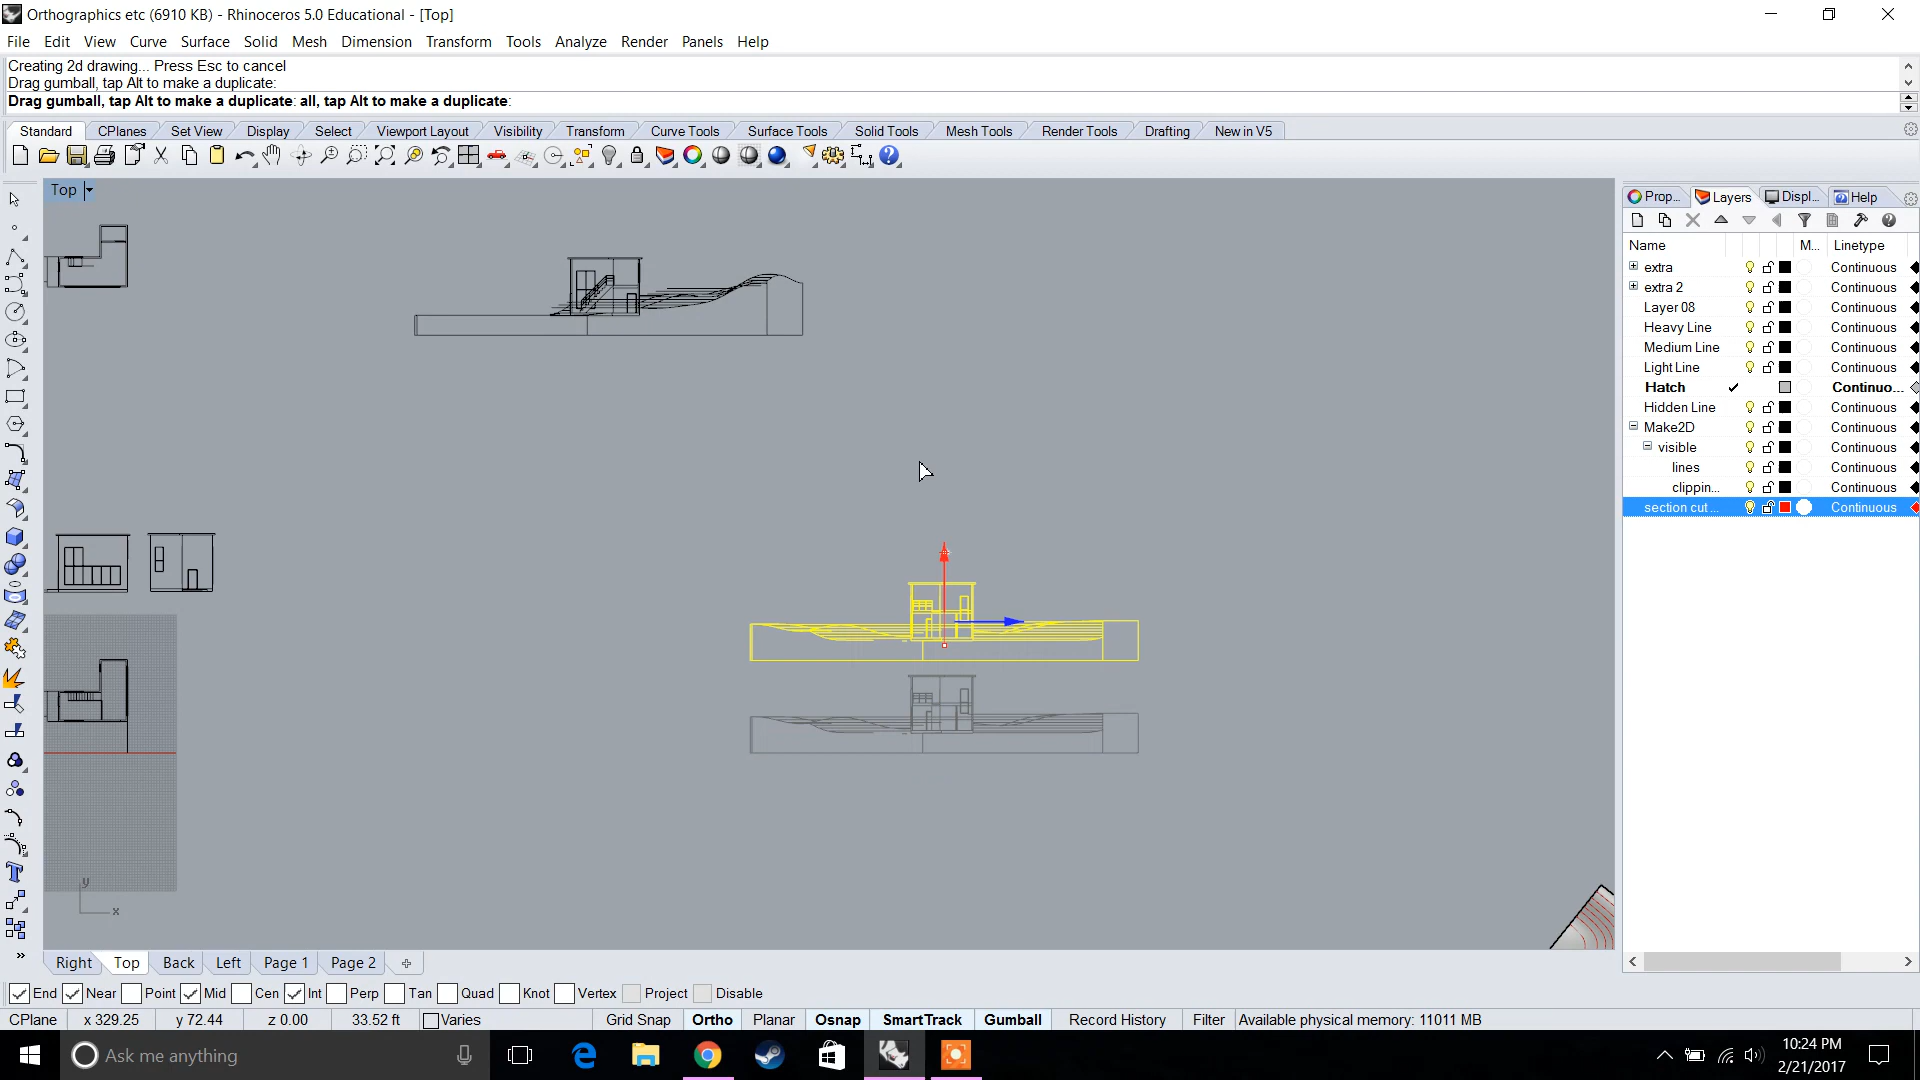 Orthographics etc (6910 KB) - Rhinoceros 5.0 Educational - [Top]
File Edit View Curve Surface Solid Mesh Dimension Transform Tools Analyze Render Panels Help
Creating 2d drawing... Press Esc to cancel
Drag gumball, tap Alt to make a duplicate:
Drag gumball, tap Alt to make a duplicate: all, tap Alt to make a duplicate:
Standard CPlanes Set View Display Select Viewport Layout Visibility Transform Curve Tools Surface Tools Solid Tools Mesh Tools Render Tools Drafting New in V5
Top
Prop... Layers Displ... Help
Name M... Linetype
extra Continuous
extra 2 Continuous
Layer 08 Continuous
Heavy Line Continuous
Medium Line Continuous
Light Line Continuous
Hatch Continuo...
Hidden Line Continuous
Make2D Continuous
visible Continuous
lines Continuous
clippin... Continuous
section cut ... Continuous
y
x
Right Top Back Left Page 1 Page 2
End Near Point Mid Cen Int Perp Tan Quad Knot Vertex Project Disable
CPlane x 329.25 y 72.44 z 0.00 33.52 ft Varies Grid Snap Ortho Planar Osnap SmartTrack Gumball Record History Filter Available physical memory: 11011 MB
Ask me anything
10:24 PM
2/21/2017